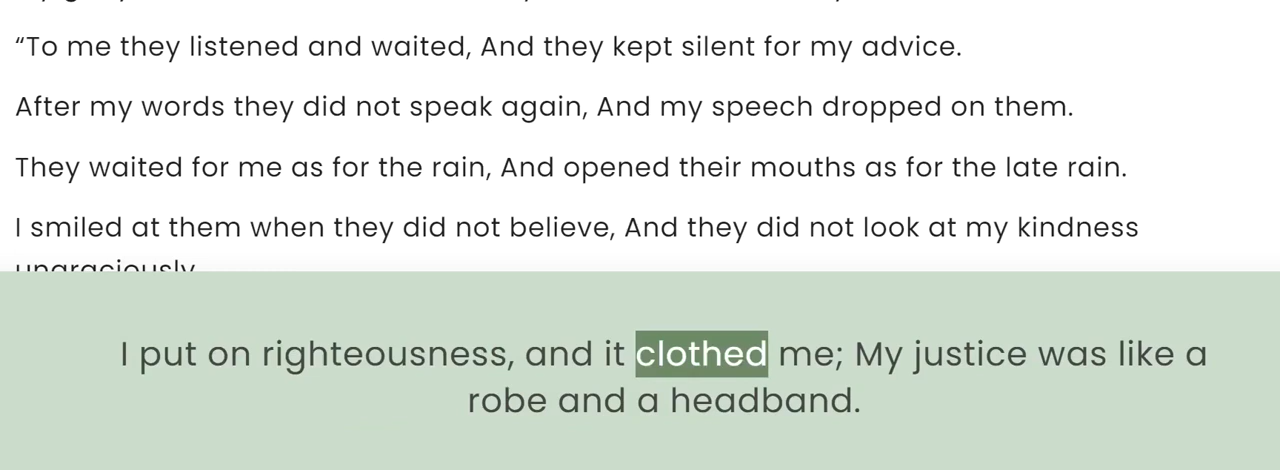 “To me they listened and waited, And they kept silent for my advice.
After my words they did not speak again, And my speech dropped on them.
They waited for me as for the rain, And opened their mouths as for the late rain.
I smiled at them when they did not believe, And they did not look at my kindness
ungraciously.
I put on righteousness, and it clothed me; My justice was like a
robe and a headband.